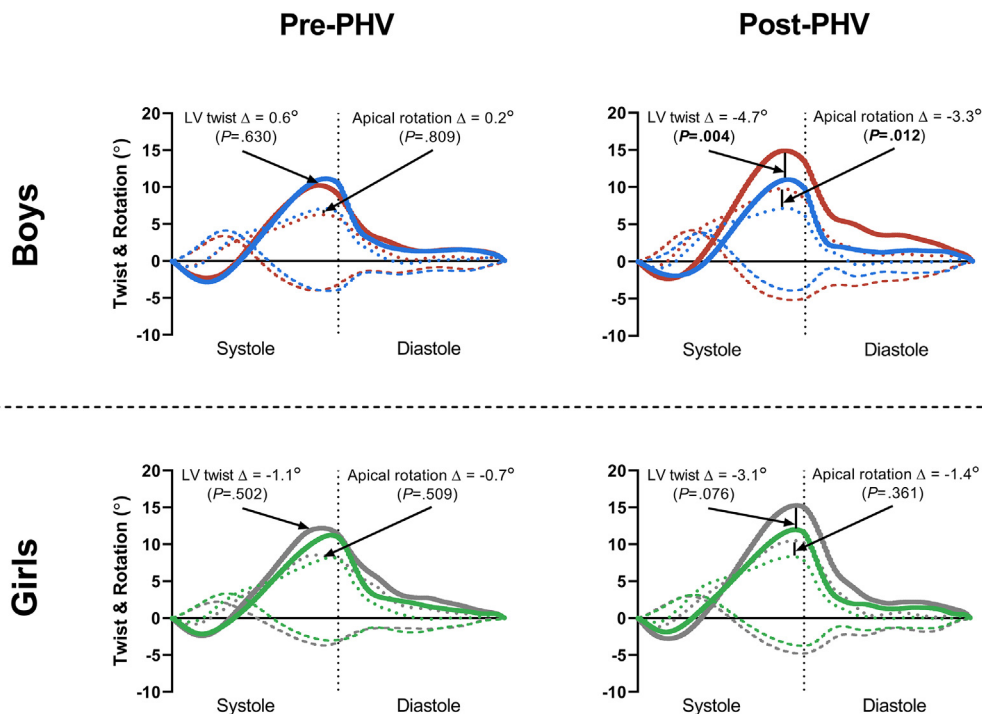 Pre-PHV
Post-PHV
Boys
Twist & Rotation (°)
20
15
10
5
0
-5
-10
LV twist Δ = 0.6°
(P=.630)
Apical rotation Δ = 0.2°
(P=.809)
Systole
Diastole
20
15
10
5
0
-5
-10
LV twist Δ = -4.7°
(P=.004)
Apical rotation Δ = -3.3°
(P=.012)
Systole
Diastole
Girls
Twist & Rotation (°)
20
15
10
5
0
-5
-10
LV twist Δ = -1.1°
(P=.502)
Apical rotation Δ = -0.7°
(P=.509)
Systole
Diastole
20
15
10
5
0
-5
-10
LV twist Δ = -3.1°
(P=.076)
Apical rotation Δ = -1.4°
(P=.361)
Systole
Diastole